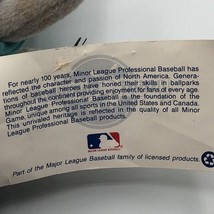 For nearly 100 years, Minor League Professional Baseball has
reflected the character and passion of North America. Genera-
tions of baseball heroes have honed their skills in ballparks
throughout the continent providing enjoyment for fans of every age.
Minor League Professional Baseball is the foundation of the
Game, unique among all sports in the United States and Canada.
This unrivaled heritage is reflected in the quality of all Minor
League Professional Baseball products.
MAJOR LEAGUE BASEBALL
Part of the Major League Baseball family of licensed products.